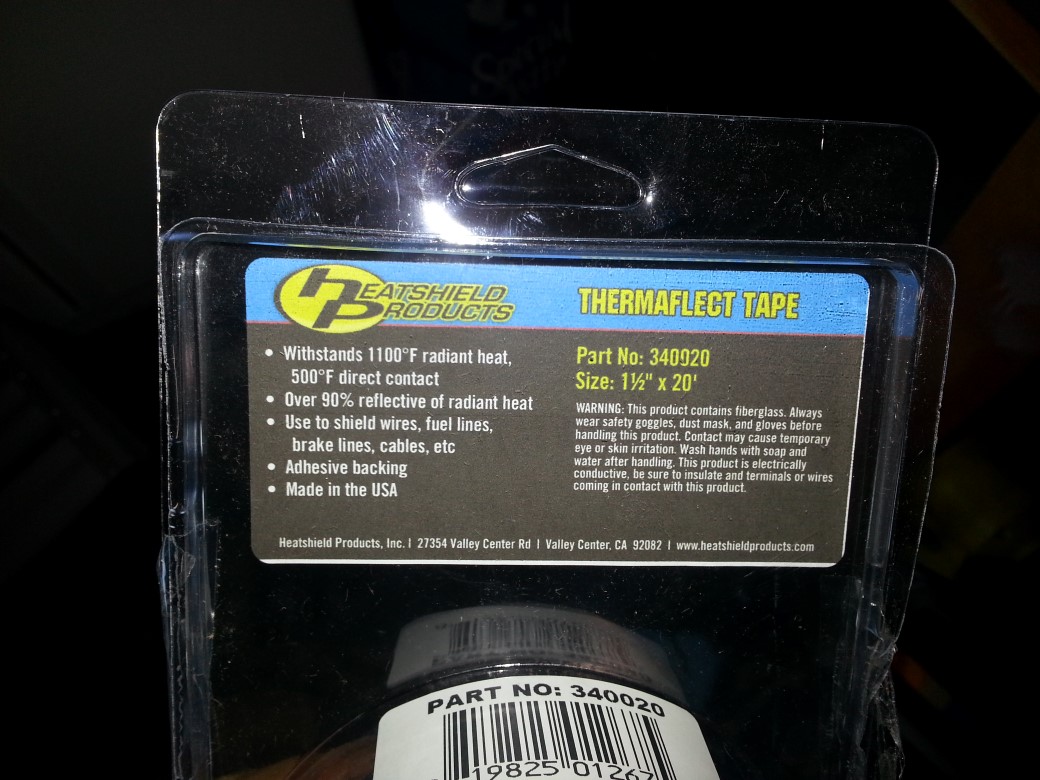 HEATSHIELD
PRODUCTS
THERMAFLECT TAPE
• Withstands 1100°F radiant heat,
500°F direct contact
• Over 90% reflective of radiant heat
• Use to shield wires, fuel lines,
brake lines, cables, etc
• Adhesive backing
• Made in the USA
Part No: 340020
Size: 1½" x 20'
WARNING: This product contains fiberglass. Always
wear safety goggles, dust mask, and gloves before
handling this product. Contact may cause temporary
eye or skin irritation. Wash hands with soap and
water after handling. This product is electrically
conductive, be sure to insulate and terminals or wires
coming in contact with this product.
Heatshield Products, Inc. | 27354 Valley Center Rd | Valley Center, CA 92082 | www.heatshieldproducts.com
PART NO: 340020
19825 01267